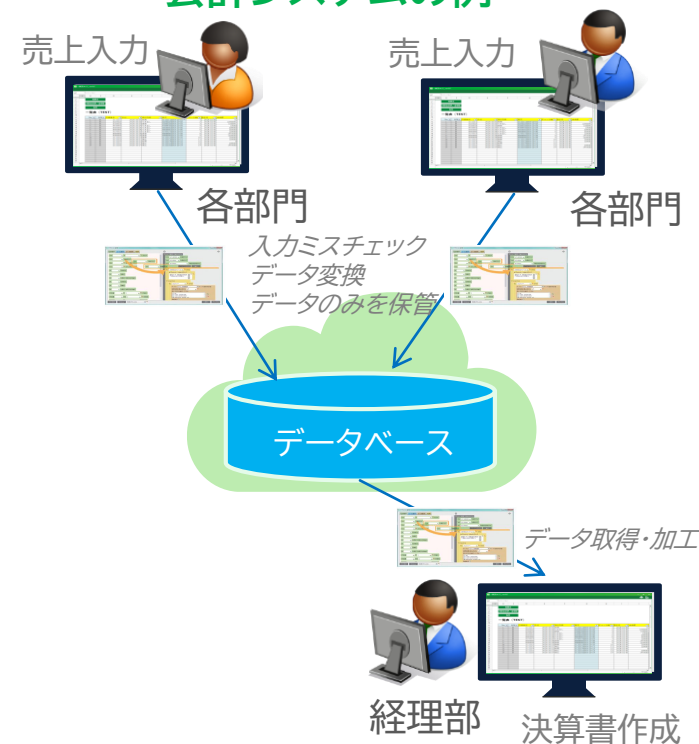 会計システムの例
売上入力
売上入力
各部門
各部門
入力ミスチェック
データ変換
データのみを保管
データベース
データ取得・加工
経理部
決算書作成